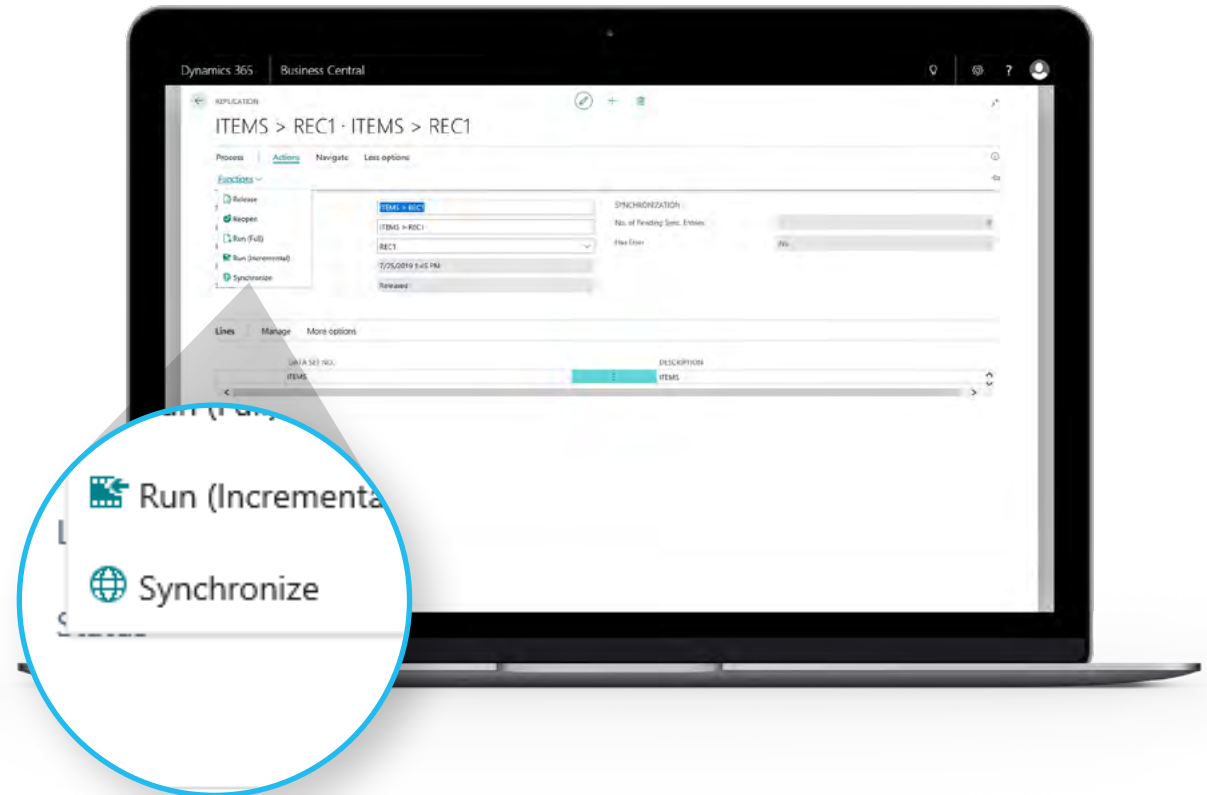 Dynamics 365 Business Central ?
REPLICATION
ITEMS > REC1 · ITEMS > REC1
Process Actions Navigate Less options
Functions
Release
Reopen
Run (Full)
Run (Incremental)
Synchronize
ITEMS > REC1
ITEMS > REC1
REC1
7/25/2019 1:45 PM
Released
SYNCHRONIZATION
No. of Pending Sync. Entries
Has Error No
Lines Manage More options
DATA SET NO. DESCRIPTION
ITEMS ITEMS
Run (Incrementa
Synchronize